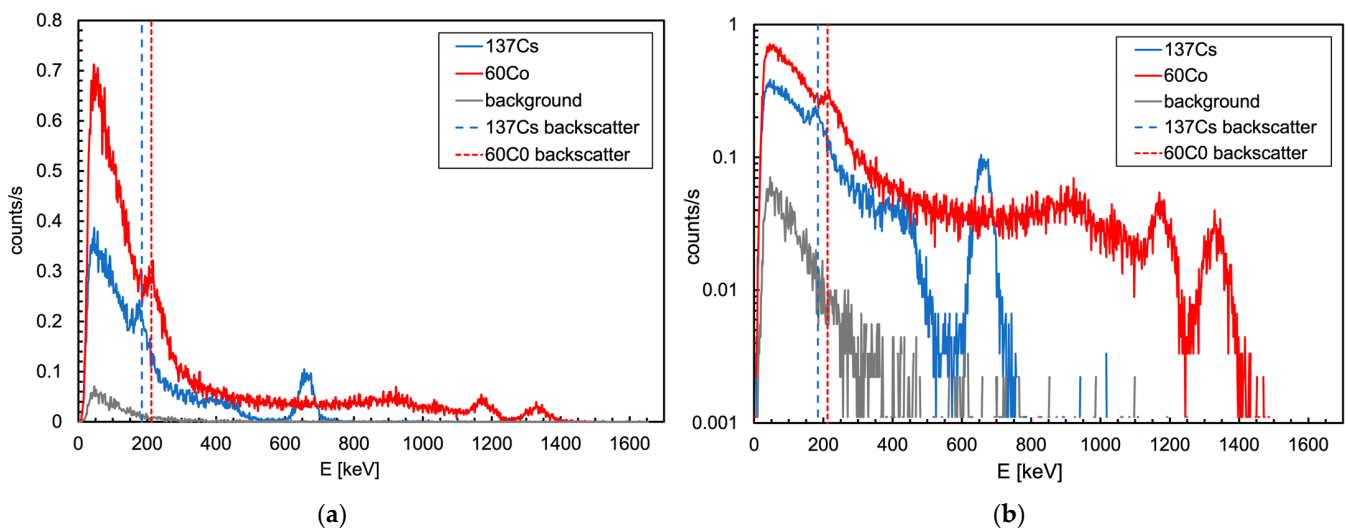 0.8
0.7
0.6
0.5
0.4
0.3
0.2
0.1
0
counts/s
0 200 400 600 800 1000 1200 1400 1600
E [keV]
137Cs
60Co
background
137Cs backscatter
60C0 backscatter
(a)
1
0.1
0.01
0.001
counts/s
0 200 400 600 800 1000 1200 1400 1600
E [keV]
137Cs
60Co
background
137Cs backscatter
60C0 backscatter
(b)